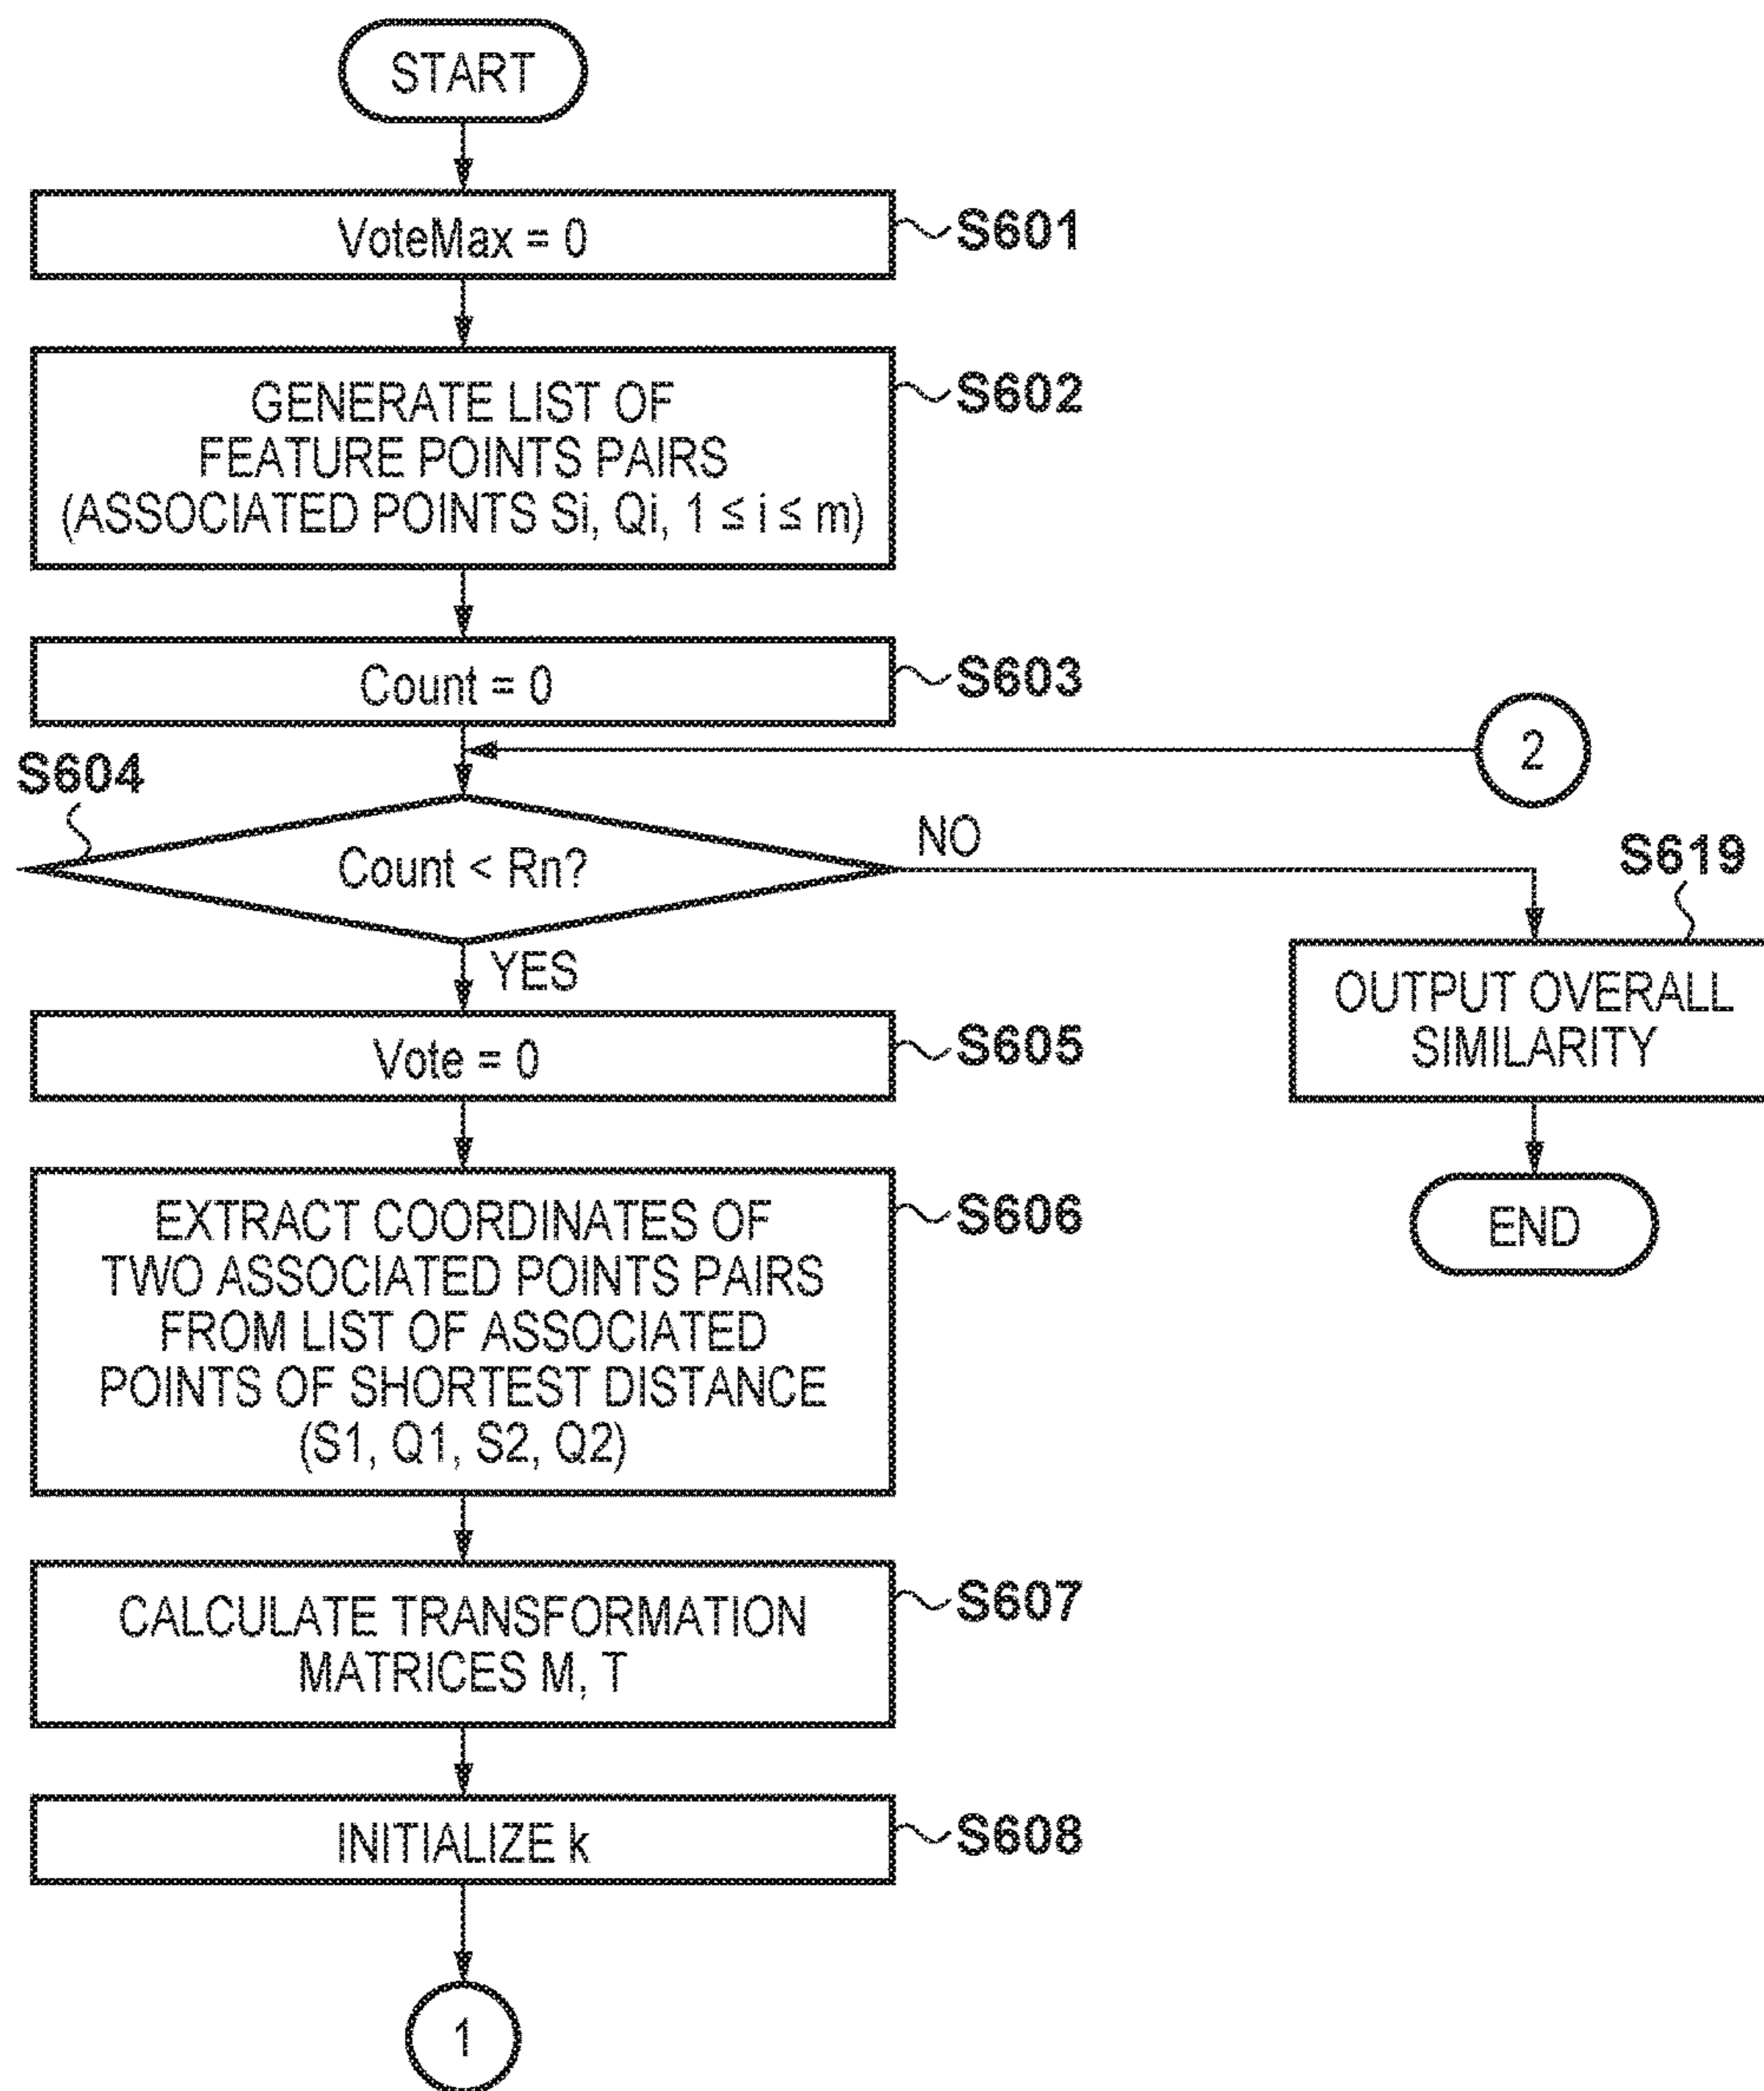 START
VoteMax = 0
S601
GENERATE LIST OF
FEATURE POINTS PAIRS
(ASSOCIATED POINTS Si, Qi, 1 ≤ i ≤ m)
S602
Count = 0
S603
2
S604
Count < Rn?
NO
YES
S619
OUTPUT OVERALL
SIMILARITY
END
Vote = 0
S605
EXTRACT COORDINATES OF
TWO ASSOCIATED POINTS PAIRS
FROM LIST OF ASSOCIATED
POINTS OF SHORTEST DISTANCE
(S1, Q1, S2, Q2)
S606
CALCULATE TRANSFORMATION
MATRICES M, T
S607
INITIALIZE k
S608
1